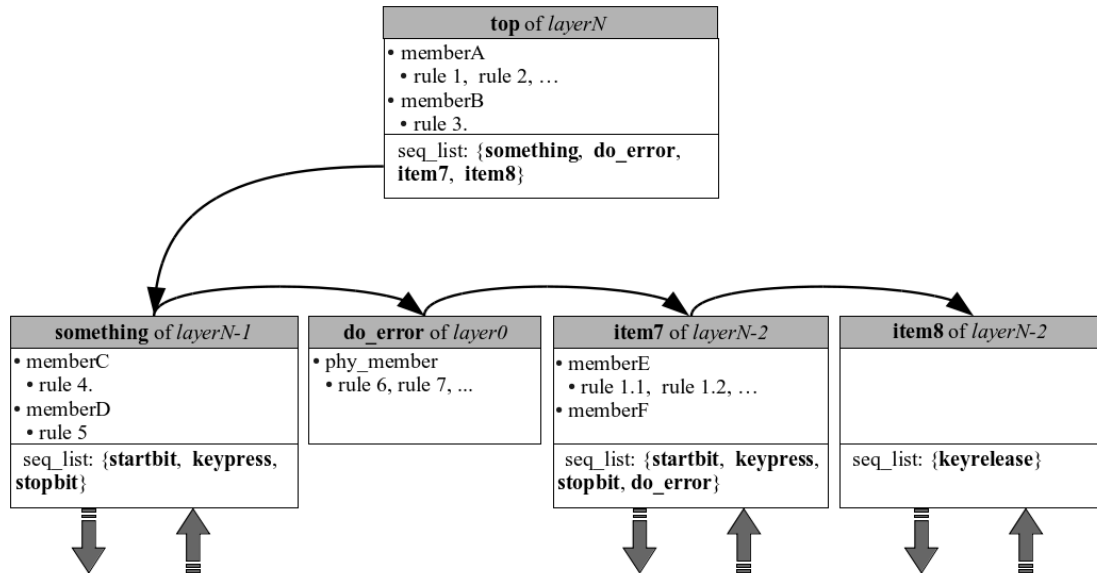 top of layerN
• memberA
• rule 1, rule 2, …
• memberB
• rule 3.
seq_list: {something, do_error,
item7, item8}
something of layerN-1
• memberC
• rule 4.
• memberD
• rule 5
seq_list: {startbit, keypress,
stopbit}
do_error of layer0
• phy_member
• rule 6, rule 7, ...
item7 of layerN-2
• memberE
• rule 1.1, rule 1.2, …
• memberF
seq_list: {startbit, keypress,
stopbit, do_error}
item8 of layerN-2
seq_list: {keyrelease}